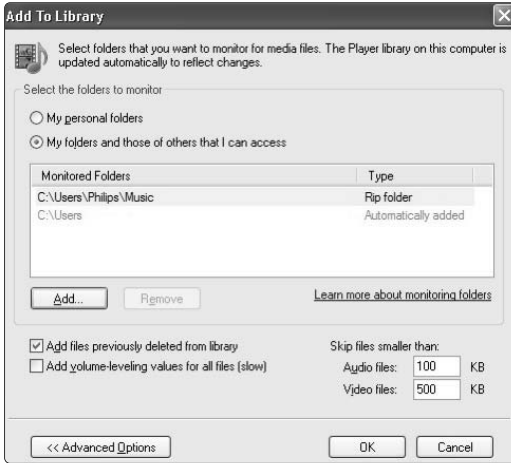 Add To Library
Select folders that you want to monitor for media files. The Player library on this computer is
updated automatically to reflect changes.
Select the folders to monitor
My personal folders
My folders and those of others that I can access
Monitored Folders Type
C:\Users\Philips\Music Rip folder
C:\Users Automatically added
Add... Remove Learn more about monitoring folders
Add files previously deleted from library Skip files smaller than:
Add volume-leveling values for all files (slow) Audio files: 100 KB
Video files: 500 KB
<< Advanced Options OK Cancel